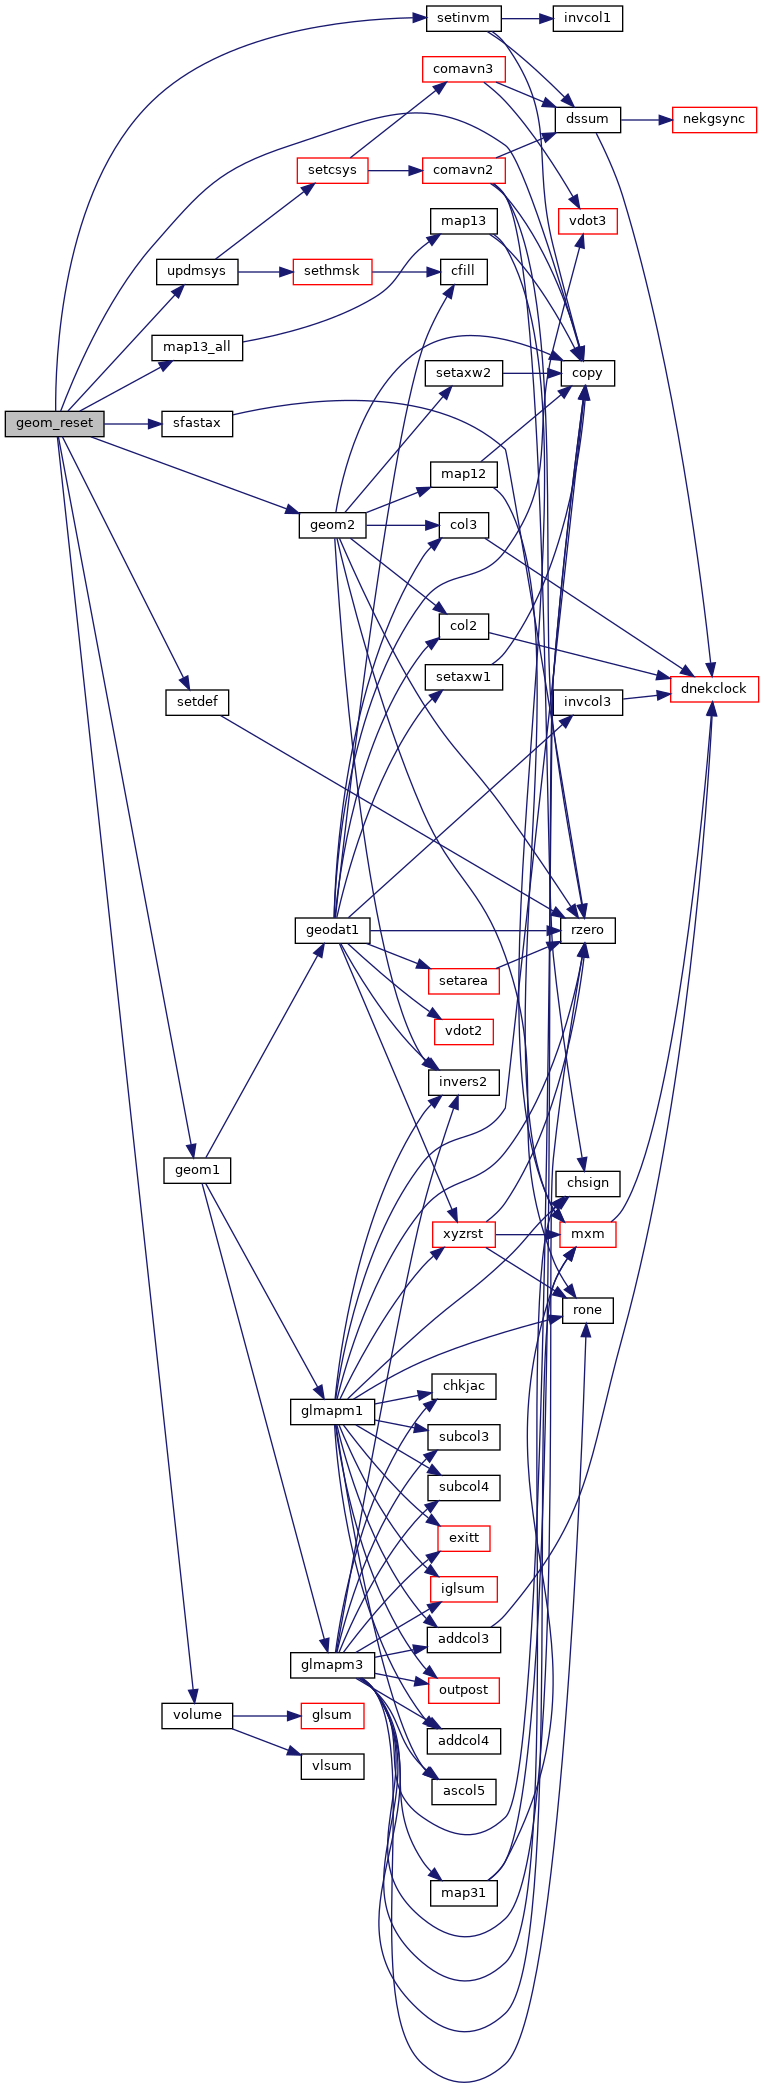 setinvm
invcol1
comavn3
dssum
nekgsync
setcsys
comavn2
map13
vdot3
updmsys
sethmsk
cfill
map13_all
setaxw2
copy
geom_reset
sfastax
map12
geom2
col3
col2
setaxw1
dnekclock
setdef
invcol3
geodat1
rzero
setarea
vdot2
invers2
geom1
chsign
xyzrst
mxm
rone
chkjac
glmapm1
subcol3
subcol4
exitt
iglsum
addcol3
glmapm3
outpost
volume
glsum
addcol4
vlsum
ascol5
map31